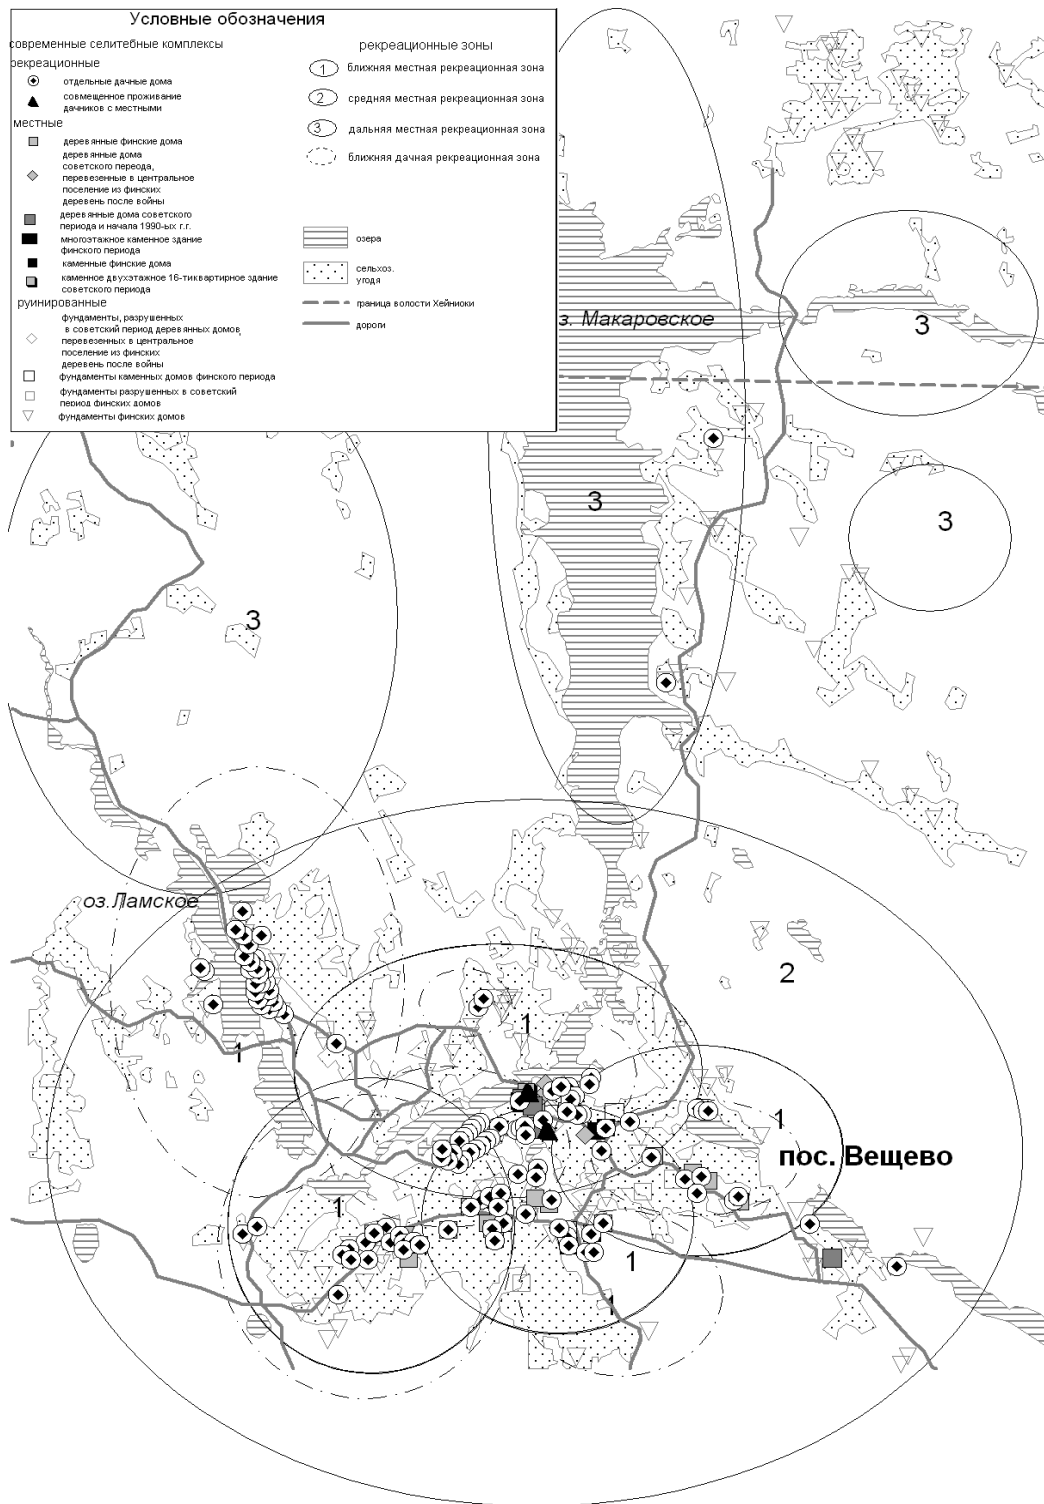 Условные обозначения
современные селитебные комплексы
рекреационные
отдельные дачные дома
совмещенное проживание
дачников с местными
местные
деревянные финские дома
деревянные дома
советского переода,
перевезенные в центральное
поселение из финских
деревень после войны
деревянные дома советского
периода и начала 1990-ых г.г.
многоэтажное каменное здание
финского периода
каменные финские дома
каменное двухэтажное 16-тиквартирное здание
советского периода
руинированные
фундаменты, разрушенных
в советский период деревянных домов,
перевезенных в центральное
поселение из финских
деревень после войны
фундаменты каменных домов финского периода
фундаменты разрушенных в советский
период финских домов
фундаменты финских домов
рекреационные зоны
1 ближняя местная рекреационная зона
2 средняя местная рекреационная зона
3 дальняя местная рекреационная зона
ближняя дачная рекреационная зона
озера
сельхоз.
угодя
граница волости Хейниоки
дороги
з. Макаровское
3
3
3
3
оз.Ламское
2
1
1
1
пос. Вещево
1
1
1